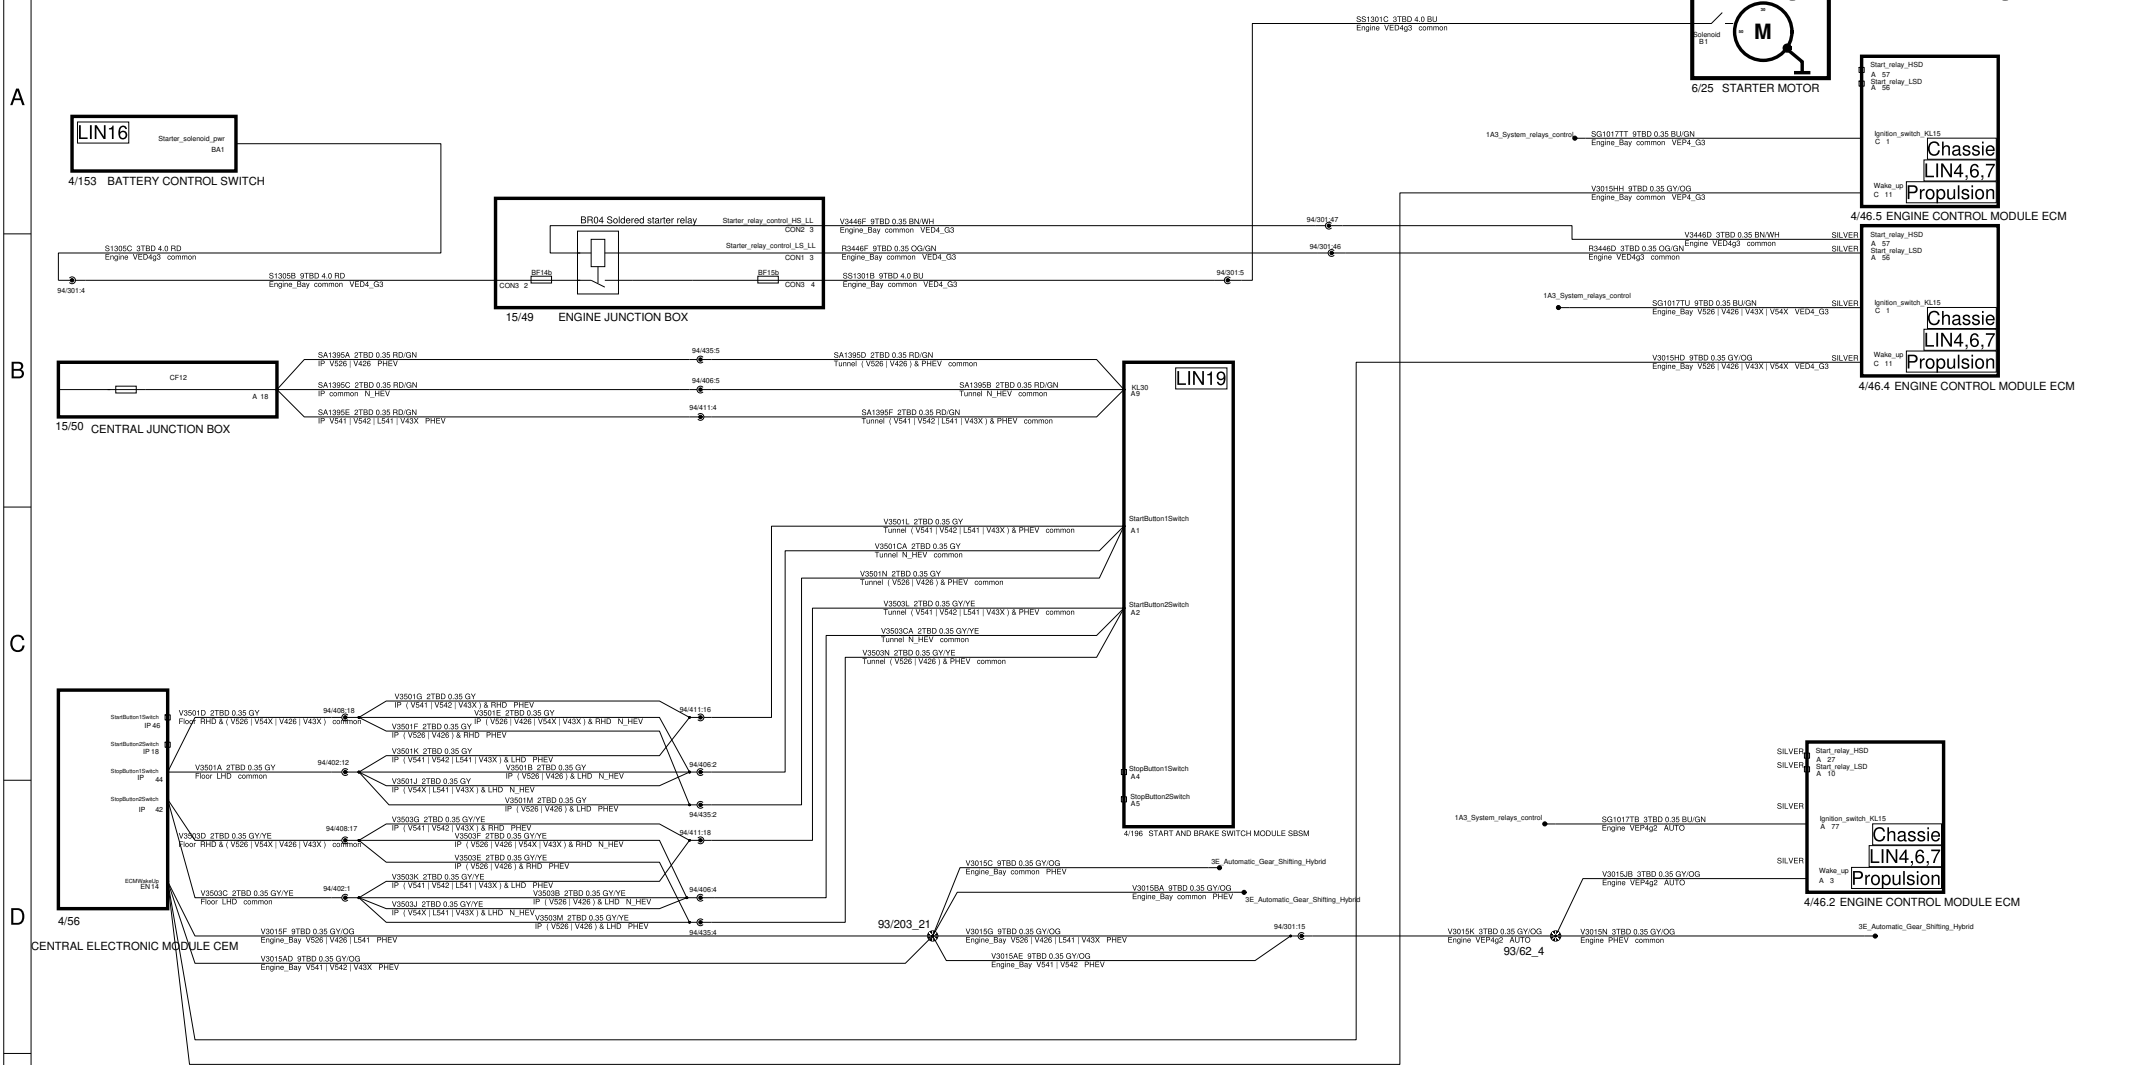 SS1301C 3TBD 4.0 BU
Engine VED4g3 common
Solenoid
B1
30
50
M
6/25 STARTER MOTOR
A
LIN16
Starter_solenoid_pwr
BA1
4/153 BATTERY CONTROL SWITCH
Start_relay_HSD
A 57
Start_relay_LSD
A 56
1A3_System_relays_control
SG1017TT 9TBD 0.35 BU/GN
Engine_Bay common VEP4_G3
Ignition_switch_KL15
C 1
Chassie
LIN4,6,7
Propulsion
V3015HH 9TBD 0.35 GY/OG
Engine_Bay common VEP4_G3
Wake_up
C 11
4/46.5 ENGINE CONTROL MODULE ECM
BR04 Soldered starter relay
Starter_relay_control_HS_LL
CON2 3
V3446F 9TBD 0.35 BN/WH
Engine_Bay common VED4_G3
94/301:47
V3446D 3TBD 0.35 BN/WH
Engine VED4g3 common
SILVER
Start_relay_HSD
A 57
S1305C 3TBD 4.0 RD
Engine VED4g3 common
Starter_relay_control_LS_LL
CON1 3
R3446F 9TBD 0.35 OG/GN
Engine_Bay common VED4_G3
94/301:46
R3446D 3TBD 0.35 OG/GN
Engine VED4g3 common
SILVER
Start_relay_LSD
A 56
94/301:4
S1305B 9TBD 4.0 RD
Engine_Bay common VED4_G3
CON3 2
BF14b
BF15b
CON3 4
SS1301B 9TBD 4.0 BU
Engine_Bay common VED4_G3
94/301:5
15/49 ENGINE JUNCTION BOX
1A3_System_relays_control
SG1017TU 9TBD 0.35 BU/GN
Engine_Bay V526 | V426 | V43X | V54X VED4_G3
SILVER
Ignition_switch_KL15
C 1
Chassie
LIN4,6,7
Propulsion
V3015HD 9TBD 0.35 GY/OG
Engine_Bay V526 | V426 | V43X | V54X VED4_G3
SILVER
Wake_up
C 11
4/46.4 ENGINE CONTROL MODULE ECM
B
CF12
A 18
15/50 CENTRAL JUNCTION BOX
SA1395A 2TBD 0.35 RD/GN
IP V526 | V426 PHEV
94/435:5
SA1395D 2TBD 0.35 RD/GN
Tunnel ( V526 | V426 ) & PHEV common
SA1395C 2TBD 0.35 RD/GN
IP common N_HEV
94/406:5
SA1395B 2TBD 0.35 RD/GN
Tunnel N_HEV common
SA1395E 2TBD 0.35 RD/GN
IP V541 | V542 | L541 | V43X PHEV
94/411:4
SA1395F 2TBD 0.35 RD/GN
Tunnel ( V541 | V542 | L541 | V43X ) & PHEV common
LIN19
KL30
A9
V3501L 2TBD 0.35 GY
Tunnel ( V541 | V542 | L541 | V43X ) & PHEV common
StartButton1Switch
A1
V3501CA 2TBD 0.35 GY
Tunnel N_HEV common
V3501N 2TBD 0.35 GY
Tunnel ( V526 | V426 ) & PHEV common
V3503L 2TBD 0.35 GY/YE
Tunnel ( V541 | V542 | L541 | V43X ) & PHEV common
StartButton2Switch
A2
C
V3503CA 2TBD 0.35 GY/YE
Tunnel N_HEV common
V3503N 2TBD 0.35 GY/YE
Tunnel ( V526 | V426 ) & PHEV common
StopButton1Switch
A4
StopButton2Switch
A5
4/196 START AND BRAKE SWITCH MODULE SBSM
StartButton1Switch
IP 46
StartButton2Switch
IP 18
StopButton1Switch
IP 44
StopButton2Switch
IP 42
ECMWakeUp
EN 14
4/56
CENTRAL ELECTRONIC MODULE CEM
V3501D 2TBD 0.35 GY
Floor RHD & ( V526 | V54X | V426 | V43X ) common
94/408:18
V3501G 2TBD 0.35 GY
IP ( V541 | V542 | V43X ) & RHD PHEV
V3501E 2TBD 0.35 GY
IP ( V526 | V426 | V54X | V43X ) & RHD N_HEV
V3501F 2TBD 0.35 GY
IP ( V526 | V426 ) & RHD PHEV
94/411:16
V3501A 2TBD 0.35 GY
Floor LHD common
94/402:12
V3501K 2TBD 0.35 GY
IP ( V541 | V542 | L541 | V43X ) & LHD PHEV
V3501B 2TBD 0.35 GY
IP ( V526 | V426 ) & LHD N_HEV
V3501J 2TBD 0.35 GY
IP ( V54X | L541 | V43X ) & LHD N_HEV
94/406:2
V3501M 2TBD 0.35 GY
IP ( V526 | V426 ) & LHD PHEV
94/435:2
V3503D 2TBD 0.35 GY/YE
Floor RHD & ( V526 | V54X | V426 | V43X ) common
94/408:17
V3503G 2TBD 0.35 GY/YE
IP ( V541 | V542 | V43X ) & RHD PHEV
V3503F 2TBD 0.35 GY/YE
IP ( V526 | V426 | V54X | V43X ) & RHD N_HEV
V3503E 2TBD 0.35 GY/YE
IP ( V526 | V426 ) & RHD PHEV
94/411:18
V3503C 2TBD 0.35 GY/YE
Floor LHD common
94/402:1
V3503K 2TBD 0.35 GY/YE
IP ( V541 | V542 | L541 | V43X ) & LHD PHEV
V3503B 2TBD 0.35 GY/YE
IP ( V526 | V426 ) & LHD N_HEV
V3503J 2TBD 0.35 GY/YE
IP ( V54X | L541 | V43X ) & LHD N_HEV
94/406:4
V3503M 2TBD 0.35 GY/YE
IP ( V526 | V426 ) & LHD PHEV
94/435:4
D
V3015F 9TBD 0.35 GY/OG
Engine_Bay V526 | V426 | L541 PHEV
V3015AD 9TBD 0.35 GY/OG
Engine_Bay V541 | V542 | V43X PHEV
93/203_21
V3015C 9TBD 0.35 GY/OG
Engine_Bay common PHEV
3E_Automatic_Gear_Shifting_Hybrid
V3015BA 9TBD 0.35 GY/OG
Engine_Bay common PHEV
3E_Automatic_Gear_Shifting_Hybrid
V3015G 9TBD 0.35 GY/OG
Engine_Bay V526 | V426 | L541 | V43X PHEV
94/301:15
V3015AE 9TBD 0.35 GY/OG
Engine_Bay V541 | V542 PHEV
V3015K 3TBD 0.35 GY/OG
Engine VEP4g2 AUTO
93/62_4
V3015N 3TBD 0.35 GY/OG
Engine PHEV common
3E_Automatic_Gear_Shifting_Hybrid
SILVER
Start_relay_HSD
A 27
SILVER
Start_relay_LSD
A 10
SILVER
1A3_System_relays_control
SG1017TB 3TBD 0.35 BU/GN
Engine VEP4g2 AUTO
Ignition_switch_KL15
A 77
Chassie
LIN4,6,7
Propulsion
SILVER
V3015JB 3TBD 0.35 GY/OG
Engine VEP4g2 AUTO
Wake_up
A 3
4/46.2 ENGINE CONTROL MODULE ECM